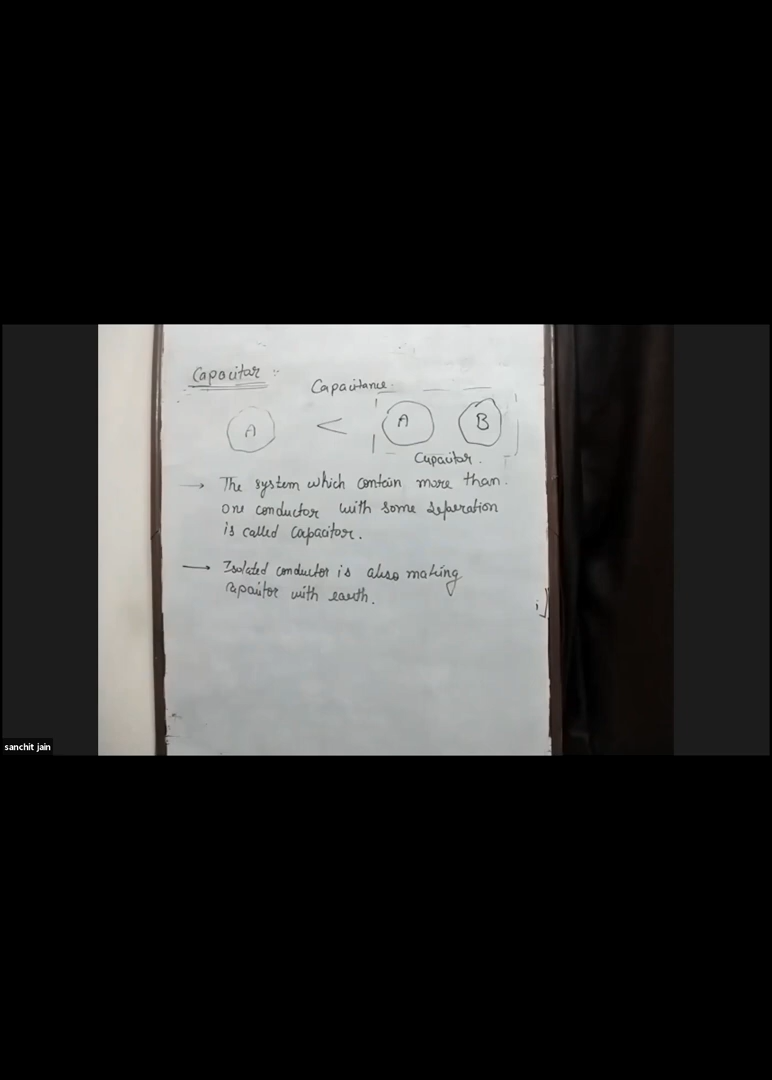 Capacitor :-
Capacitance.
A < A B
Capacitor.
→ The system which contain more than
one conductor with some seperation
is called capacitor.
→ Isolated conductor is also making
capacitor with earth.
sanchit jain